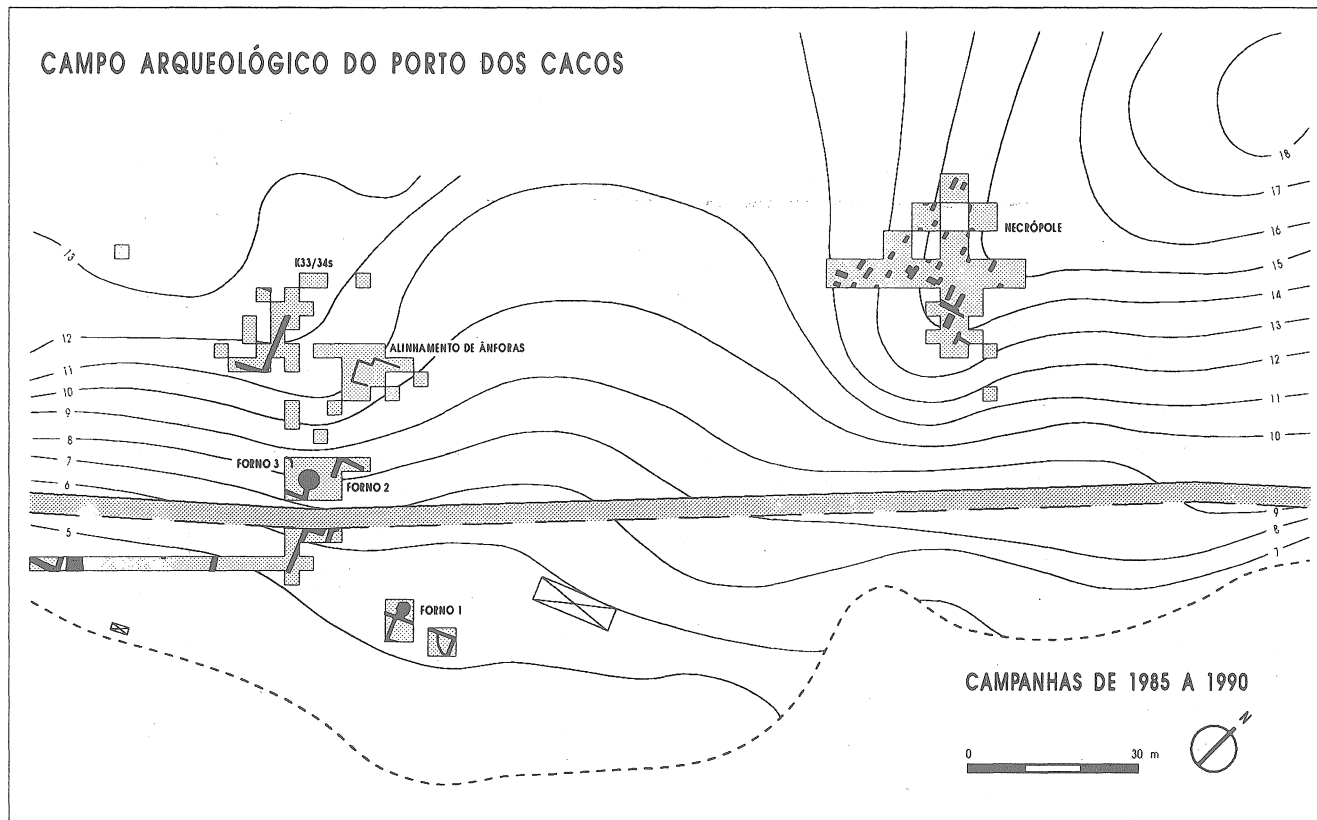 CAMPO ARQUEOLÓGICO DO PORTO DOS CACOS
18
17
16
NECRÓPOLE
15
14
13
12
11
10
13
K33/34s
12
ALINHAMENTO DE ÂNFORAS
11
10
9
8
FORNO 3
7
FORNO 2
6
9
8
7
5
FORNO 1
CAMPANHAS DE 1985 A 1990
N
0 30 m